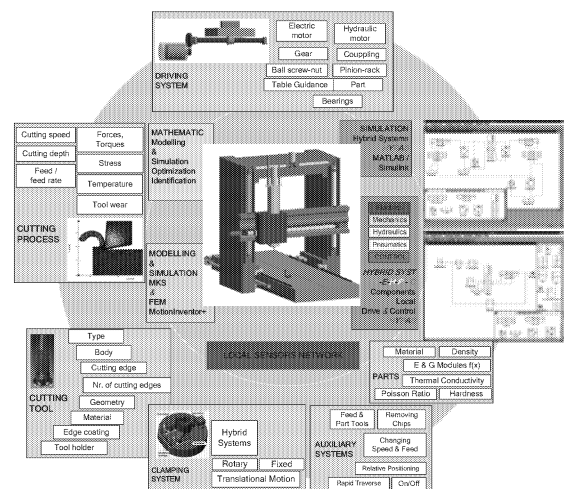 Electric
motor
Hydraulic
motor
Gear
Couppling
Ball screw-nut
Pinion-rack
DRIVING
SYSTEM
Table Guidance
Part
Bearings
Cutting speed
Forces,
Torques
Cutting depth
Stress
Feed /
feed rate
Temperature
Tool wear
CUTTING
PROCESS
MATHEMATIC
Modelling
&
Simulation
Optimization
Identification
SIMULATION
Hybrid Systems
MATLAB /
Simulink
Mechanics
Hydraulics
Pneumatics
CONTROL
HYBRID SYST
Components
Local
Drive & Control
MODELLING
&
SIMULATION
MKS
&
FEM
MotionInventor+
LOCAL SENSORS NETWORK
Type
Body
Cutting edge
Nr. of cutting edges
CUTTING
TOOL
Geometry
Material
Edge coating
Tool holder
Material
Density
E & G Modules f(x)
PARTS
Thermal Conductivity
Poisson Ratio
Hardness
Hybrid
Systems
Rotary
Fixed
CLAMPING
SYSTEM
Translational Motion
Feed &
Part Tools
Removing
Chips
AUXILIARY
SYSTEMS
Changing
Speed & Feed
Relative Positioning
Rapid Traverse
On/Off